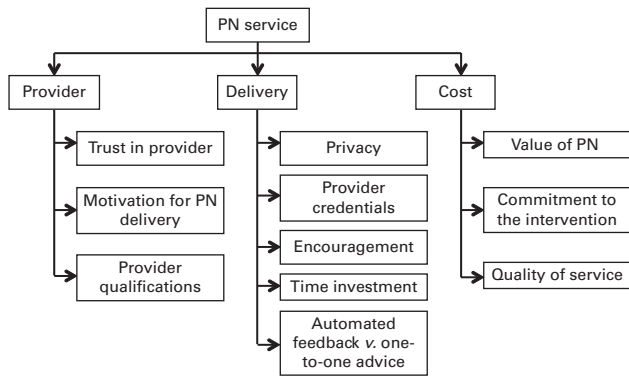 PN service
Provider
Delivery
Cost
Trust in provider
Motivation for PN
delivery
Provider
qualifications
Privacy
Provider
credentials
Encouragement
Time investment
Automated
feedback v. one-
to-one advice
Value of PN
Commitment to
the intervention
Quality of service